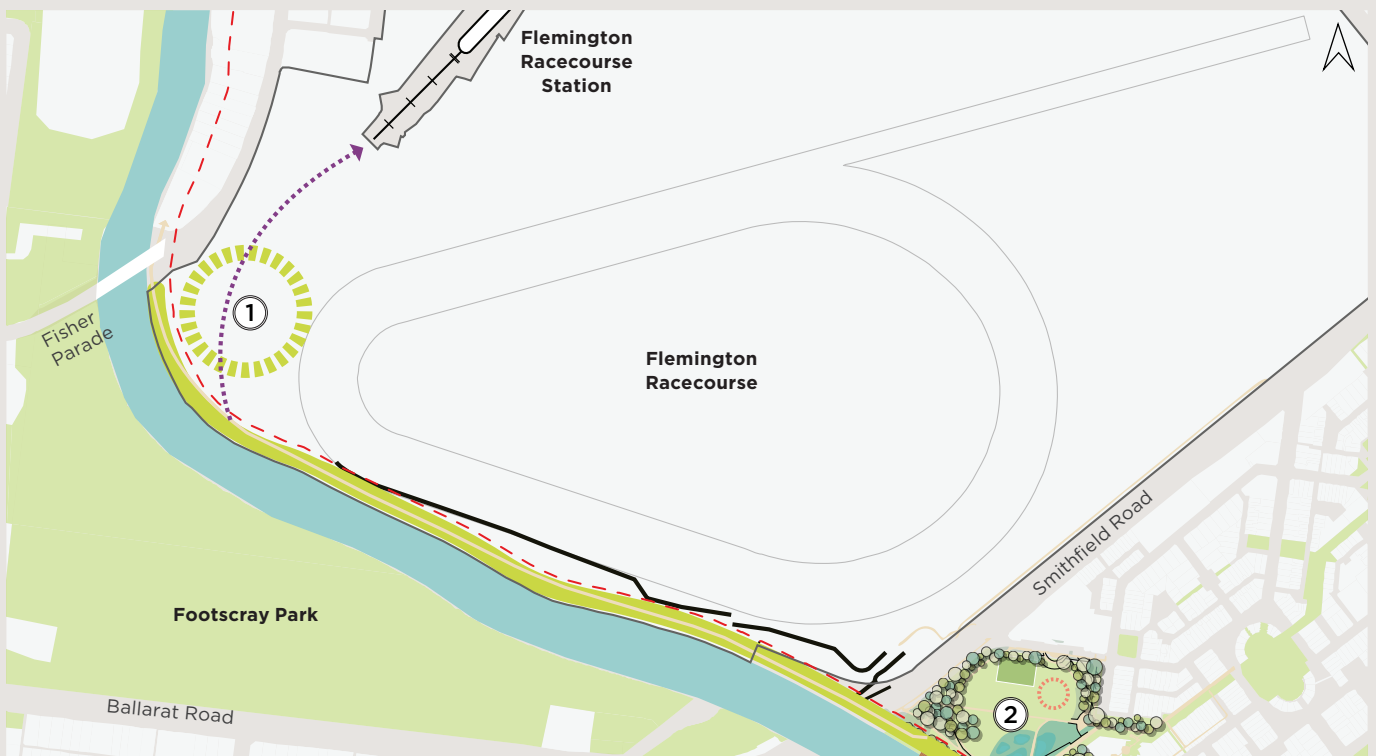 Flemington
Racecourse
Station
1
Fisher
Parade
Flemington
Racecourse
Smithfield Road
Footscray Park
2
Ballarat Road